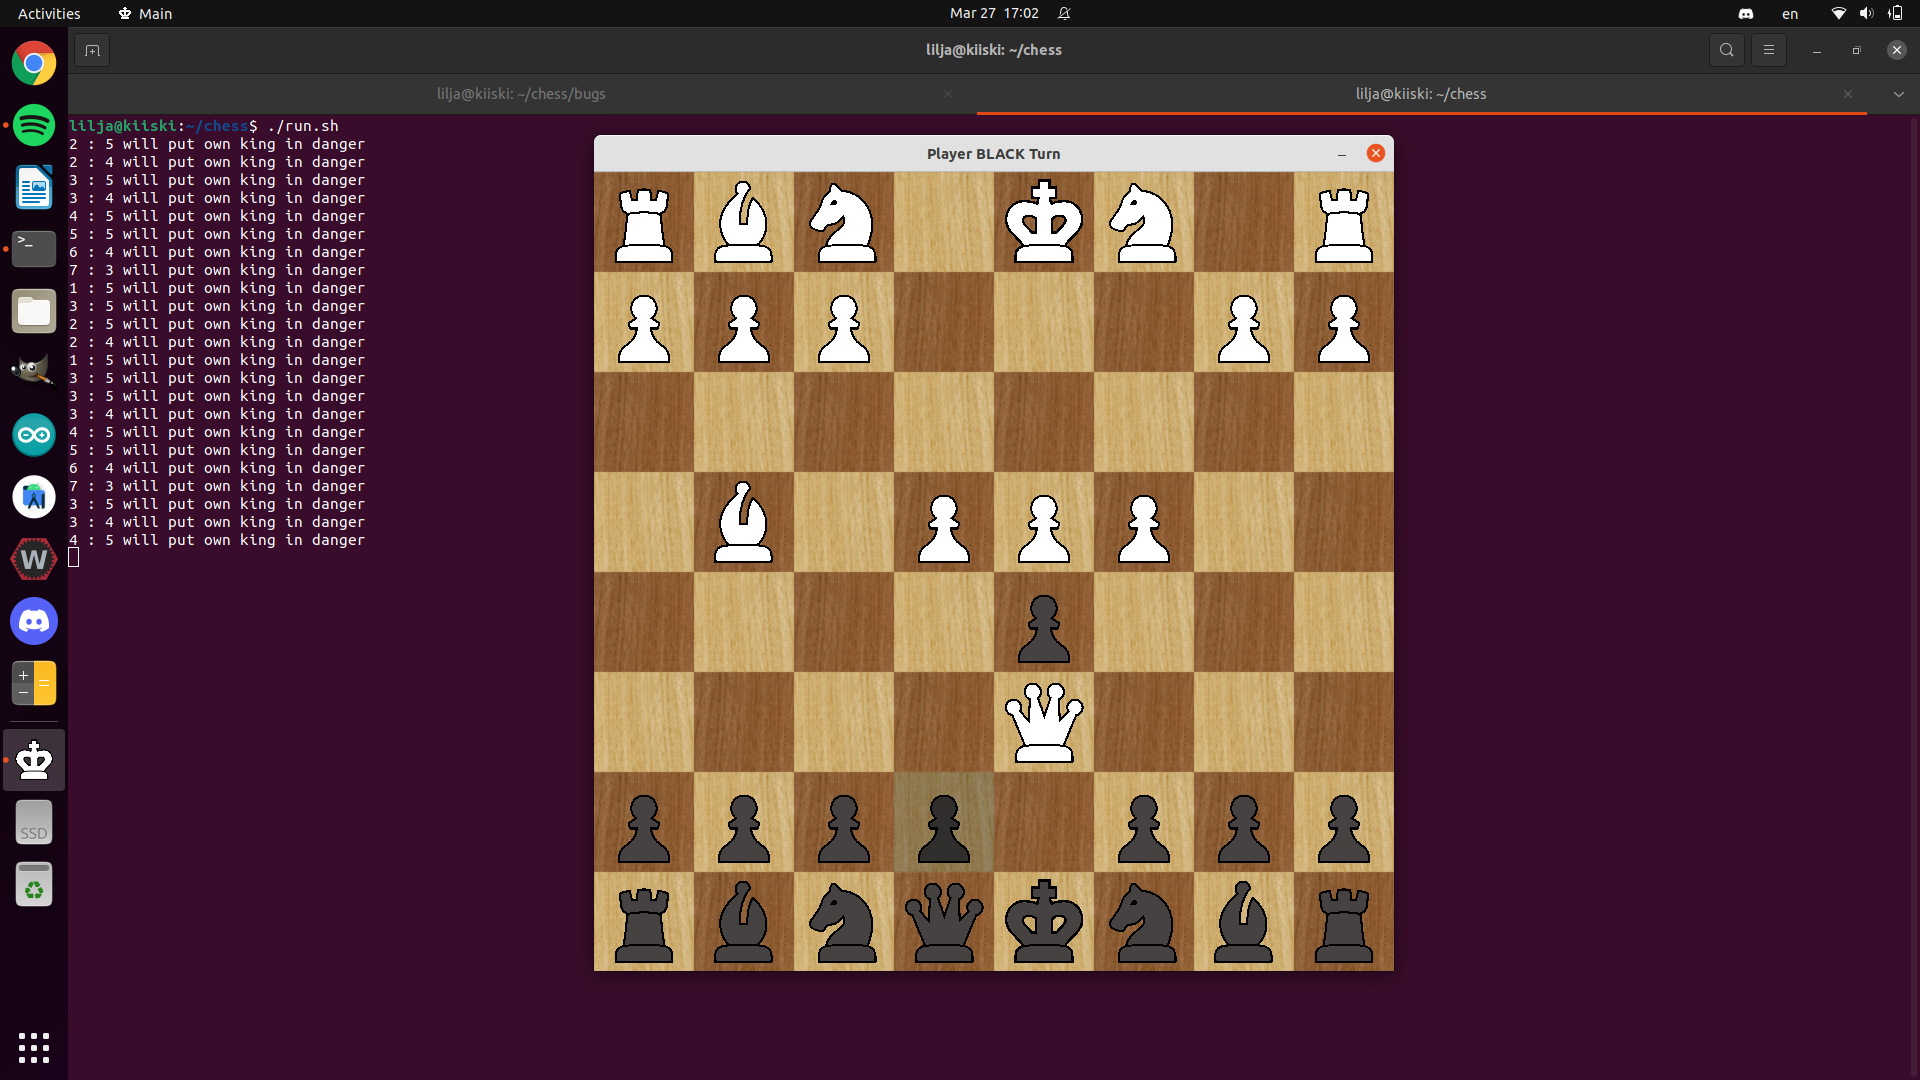 Activities
Main
Mar 27 17:02
en
lilja@kiiski: ~/chess
lilja@kiiski: ~/chess/bugs
lilja@kiiski: ~/chess
lilja@kiiski:~/chess$ ./run.sh
2 : 5 will put own king in danger
2 : 4 will put own king in danger
3 : 5 will put own king in danger
3 : 4 will put own king in danger
4 : 5 will put own king in danger
5 : 5 will put own king in danger
6 : 4 will put own king in danger
7 : 3 will put own king in danger
1 : 5 will put own king in danger
3 : 5 will put own king in danger
2 : 5 will put own king in danger
2 : 4 will put own king in danger
1 : 5 will put own king in danger
3 : 5 will put own king in danger
3 : 5 will put own king in danger
3 : 4 will put own king in danger
4 : 5 will put own king in danger
5 : 5 will put own king in danger
6 : 4 will put own king in danger
7 : 3 will put own king in danger
3 : 5 will put own king in danger
3 : 4 will put own king in danger
4 : 5 will put own king in danger
Player BLACK Turn
W
SSD